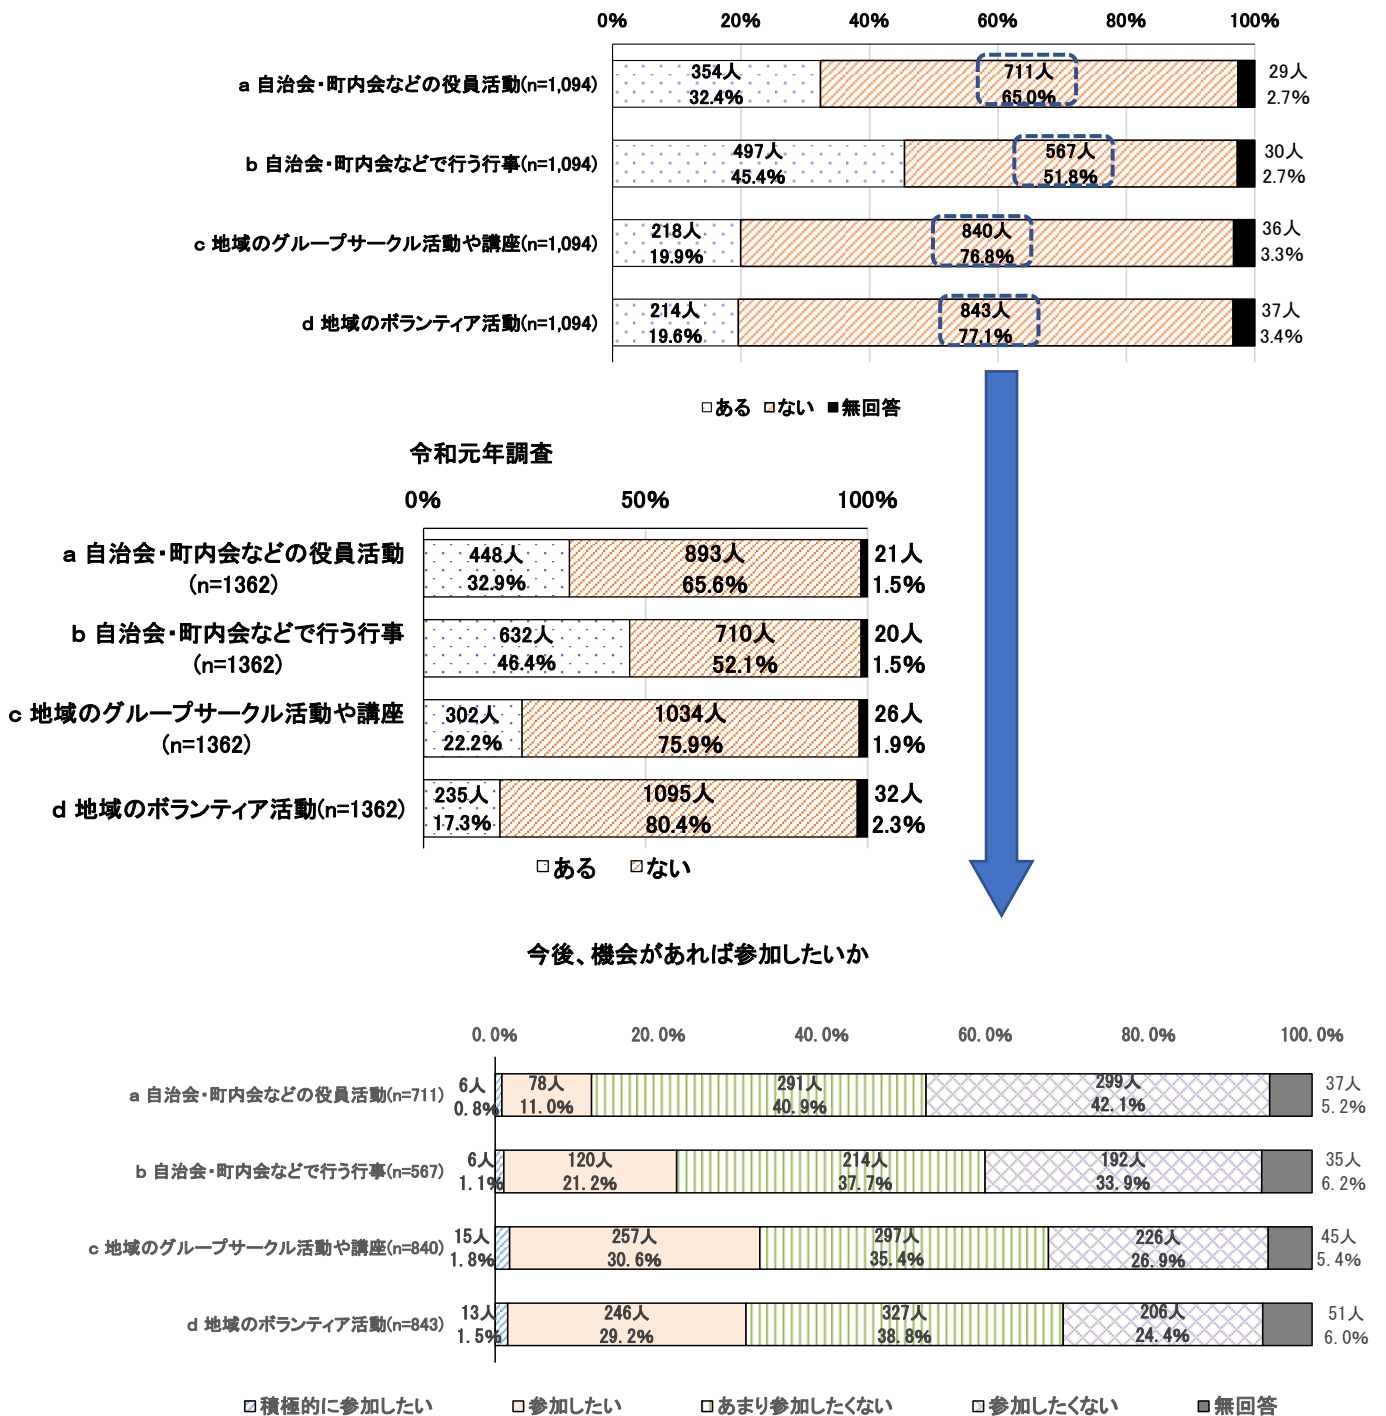 0% 20% 40% 60% 80% 100%
a 自治会・町内会などの役員活動(n=1,094) 354人 711人 29人
32.4% 65.0% 2.7%
b 自治会・町内会などで行う行事(n=1,094) 497人 567人 30人
45.4% 51.8% 2.7%
c 地域のグループサークル活動や講座(n=1,094) 218人 840人 36人
19.9% 76.8% 3.3%
d 地域のボランティア活動(n=1,094) 214人 843人 37人
19.6% 77.1% 3.4%
ある ない 無回答
令和元年調査
0% 50% 100%
a 自治会・町内会などの役員活動 448人 893人 21人
(n=1362) 32.9% 65.6% 1.5%
b 自治会・町内会などで行う行事 632人 710人 20人
(n=1362) 46.4% 52.1% 1.5%
c 地域のグループサークル活動や講座 302人 1034人 26人
(n=1362) 22.2% 75.9% 1.9%
d 地域のボランティア活動(n=1362) 235人 1095人 32人
17.3% 80.4% 2.3%
ある ない
今後、機会があれば参加したいか
0.0% 20.0% 40.0% 60.0% 80.0% 100.0%
a 自治会・町内会などの役員活動(n=711) 6人 78人 291人 299人 37人
0.8% 11.0% 40.9% 42.1% 5.2%
b 自治会・町内会などで行う行事(n=567) 6人 120人 214人 192人 35人
1.1% 21.2% 37.7% 33.9% 6.2%
c 地域のグループサークル活動や講座(n=840) 15人 257人 297人 226人 45人
1.8% 30.6% 35.4% 26.9% 5.4%
d 地域のボランティア活動(n=843) 13人 246人 327人 206人 51人
1.5% 29.2% 38.8% 24.4% 6.0%
積極的に参加したい 参加したい あまり参加したくない 参加したくない 無回答